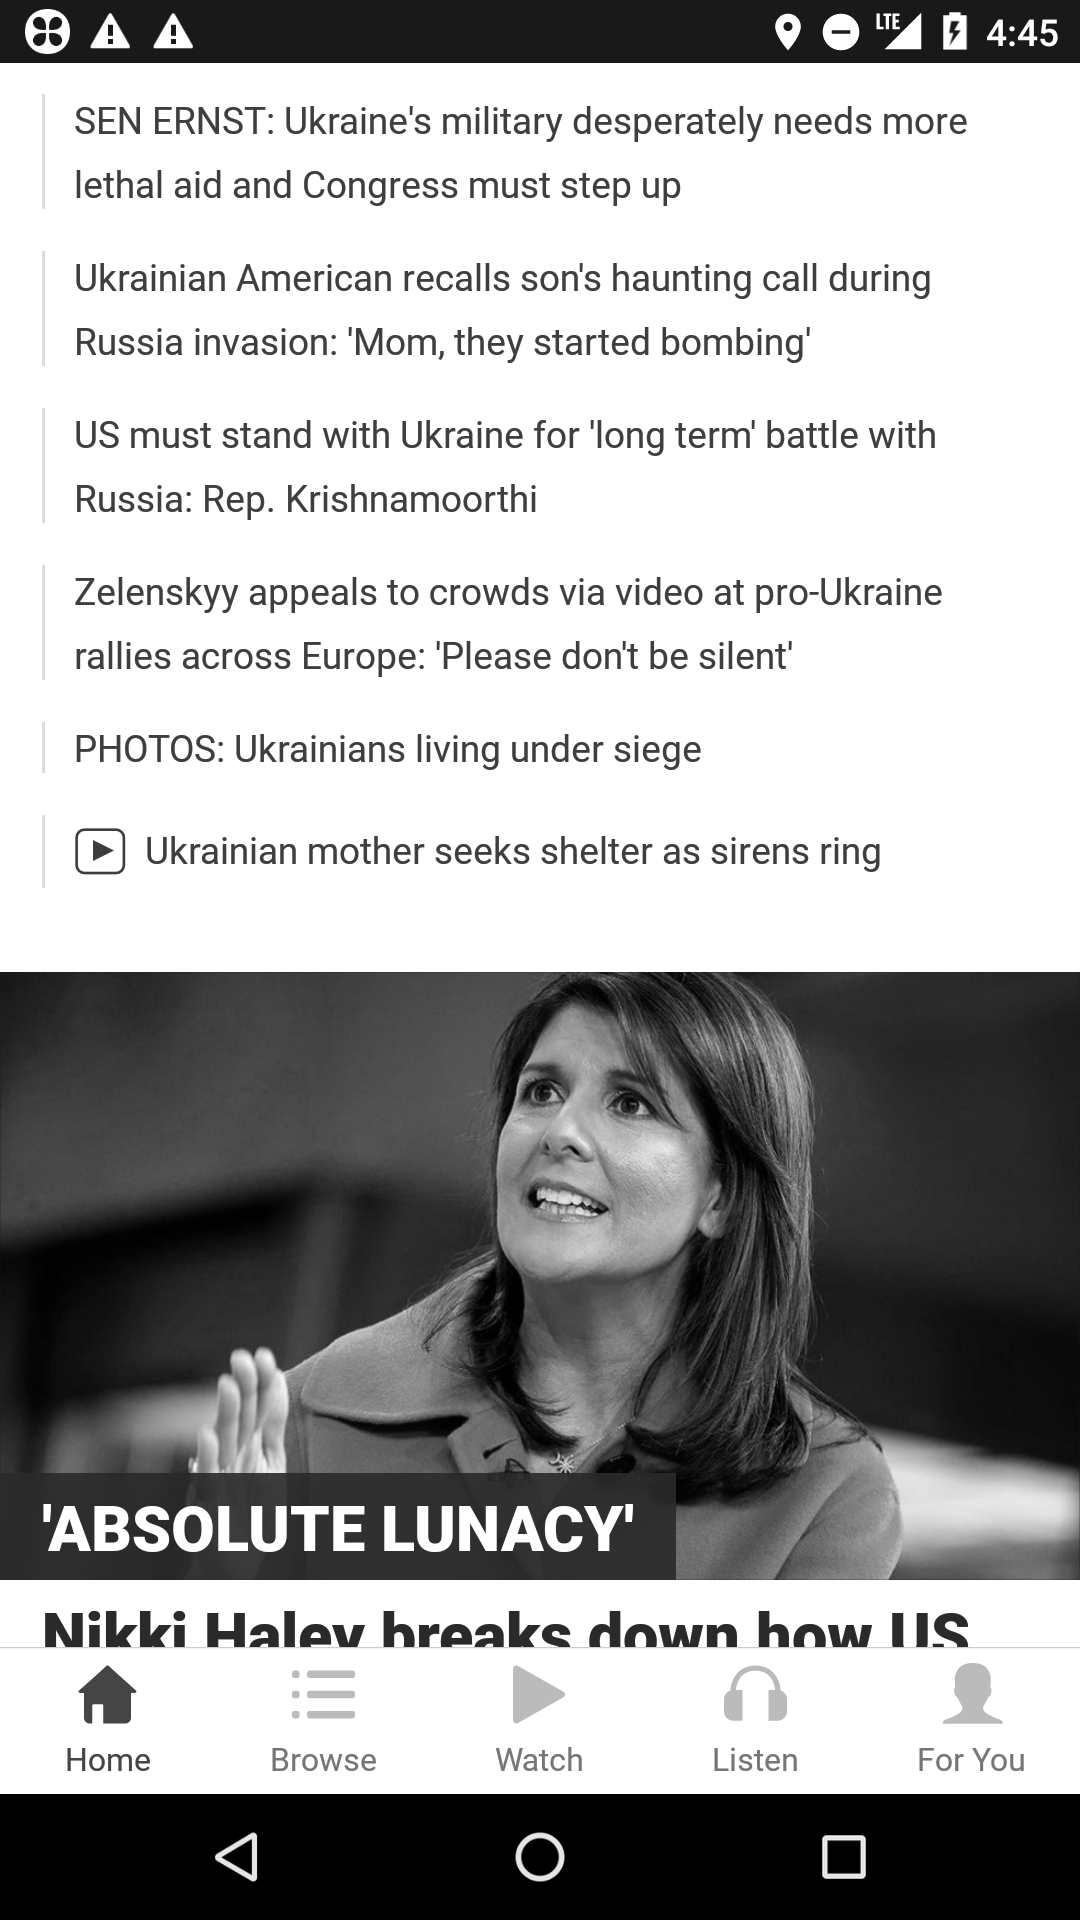 LTE 4:45
SEN ERNST: Ukraine's military desperately needs more
lethal aid and Congress must step up
Ukrainian American recalls son's haunting call during
Russia invasion: 'Mom, they started bombing'
US must stand with Ukraine for 'long term' battle with
Russia: Rep. Krishnamoorthi
Zelenskyy appeals to crowds via video at pro-Ukraine
rallies across Europe: 'Please don't be silent'
PHOTOS: Ukrainians living under siege
Ukrainian mother seeks shelter as sirens ring
'ABSOLUTE LUNACY'
Nikki Haley breaks down how US
Home Browse Watch Listen For You